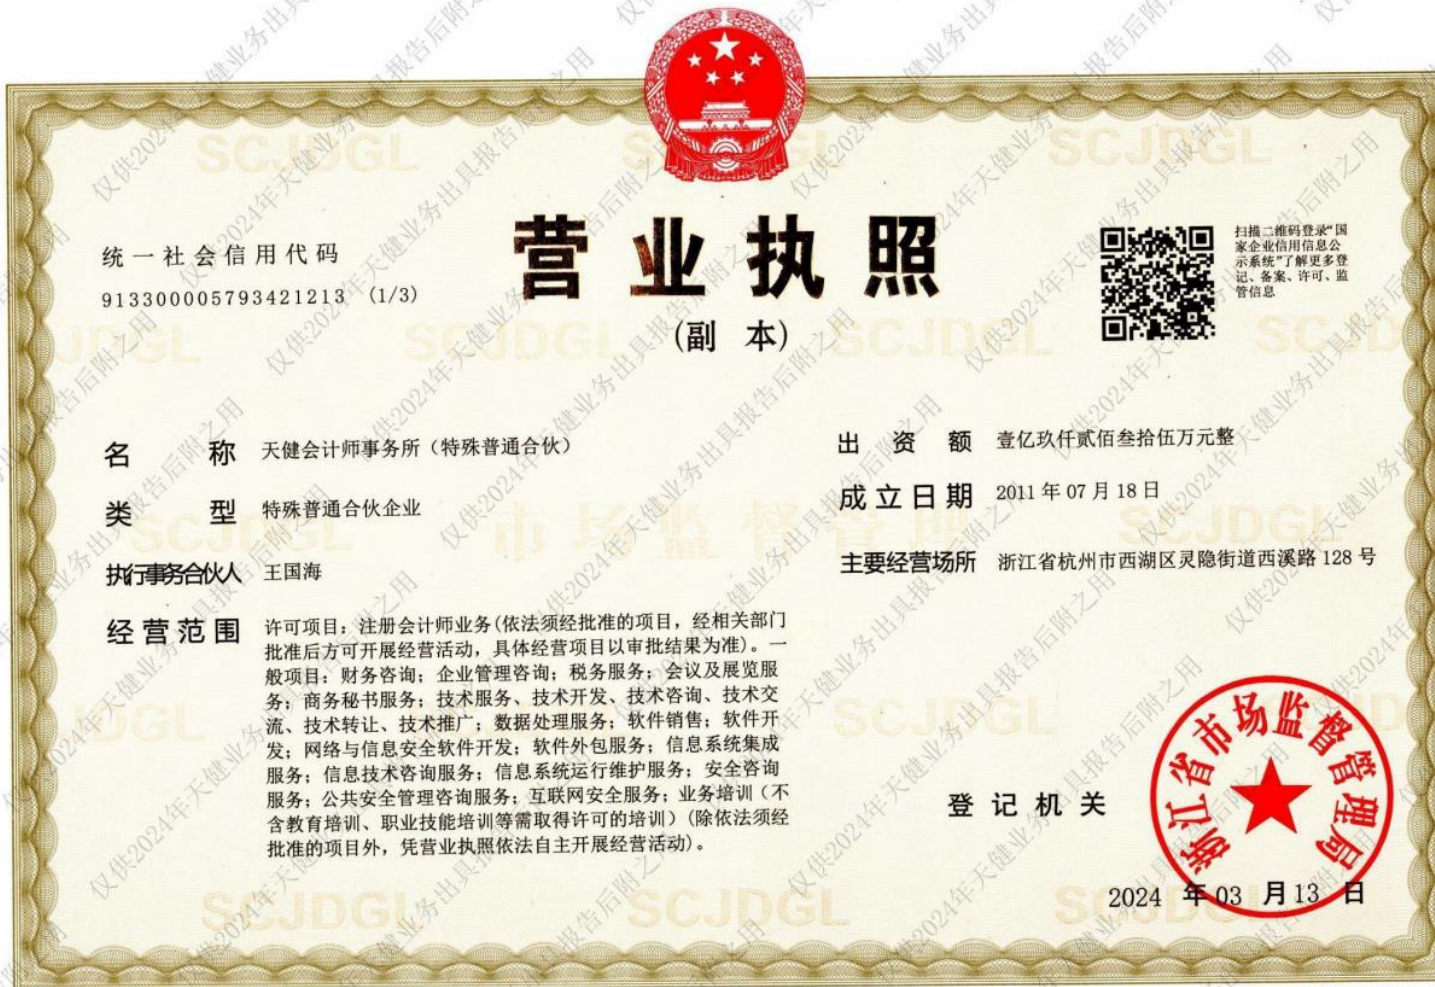 统一社会信用代码
913300005793421213 (1/3)
营业执照
(副 本)
扫描二维码登录“国
家企业信用信息公
示系统”了解更多登
记、备案、许可、监
管信息
名 称 天健会计师事务所（特殊普通合伙）
类 型 特殊普通合伙企业
执行事务合伙人 王国海
经营范围 许可项目：注册会计师业务(依法须经批准的项目，经相关部门
批准后方可开展经营活动，具体经营项目以审批结果为准)。一
般项目：财务咨询；企业管理咨询；税务服务；会议及展览服
务；商务秘书服务；技术服务、技术开发、技术咨询、技术交
流、技术转让、技术推广；数据处理服务；软件销售；软件开
发；网络与信息安全软件开发；软件外包服务；信息系统集成
服务；信息技术咨询服务；信息系统运行维护服务；安全咨询
服务；公共安全管理咨询服务；互联网安全服务；业务培训（不
含教育培训、职业技能培训等需取得许可的培训）(除依法须经
批准的项目外，凭营业执照依法自主开展经营活动)。
出 资 额 壹亿玖仟贰佰叁拾伍万元整
成立日期 2011年07月18日
主要经营场所 浙江省杭州市西湖区灵隐街道西溪路128号
登记机关
浙江省市场监督管理局
2024 年 03 月 13 日
SCJDGL
市场监督管理
仅供2024年天健业务出具报告后附之用